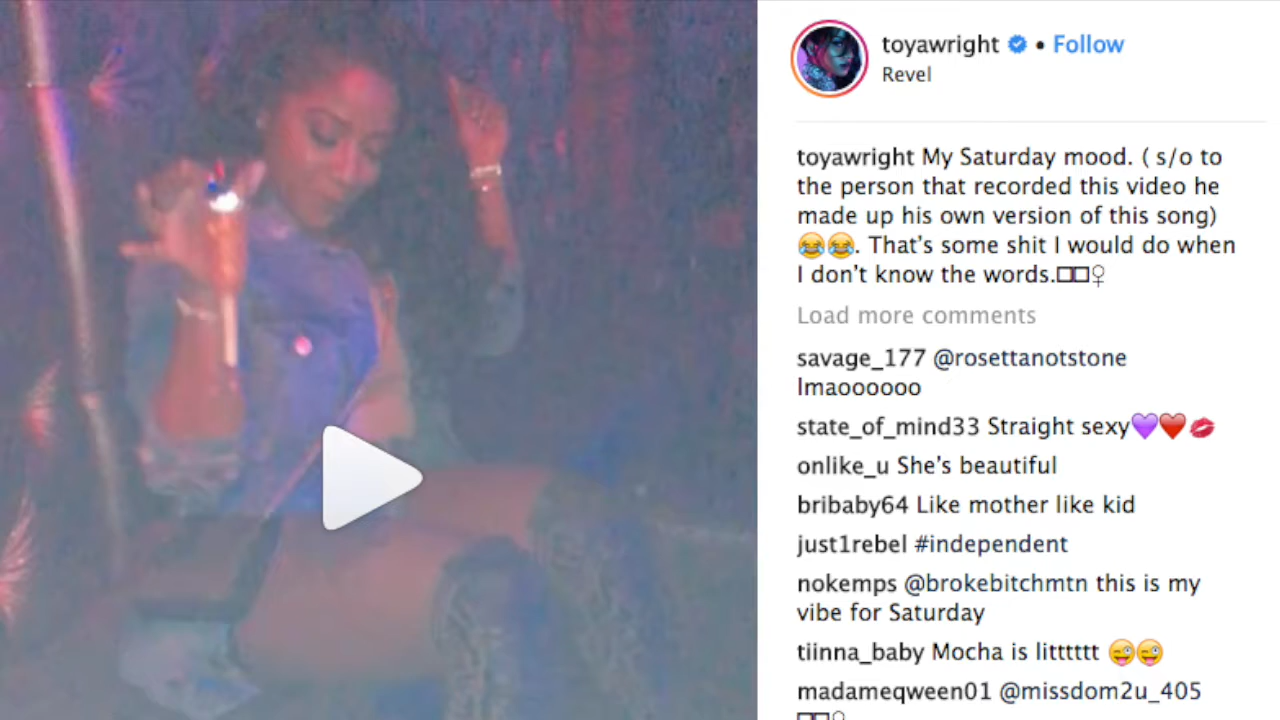 toyawright • Follow
Revel
toyawright My Saturday mood. ( s/o to
the person that recorded this video he
made up his own version of this song)
😂😂. That's some shit I would do when
I don't know the words.□□♀
Load more comments
savage_177 @rosettanotstone
lmaoooooo
state_of_mind33 Straight sexy💜❤️💋
onlike_u She's beautiful
bribaby64 Like mother like kid
just1rebel #independent
nokemps @brokebitchmtn this is my
vibe for Saturday
tiinna_baby Mocha is litttttt 😜😜
madameqween01 @missdom2u_405
□□♀